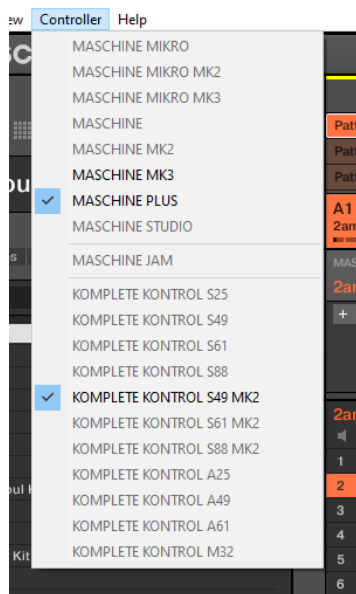 Controller Help
MASCHINE MIKRO
MASCHINE MIKRO MK2
MASCHINE MIKRO MK3
MASCHINE
MASCHINE MK2
MASCHINE MK3
MASCHINE PLUS
MASCHINE STUDIO
MASCHINE JAM
KOMPLETE KONTROL S25
KOMPLETE KONTROL S49
KOMPLETE KONTROL S61
KOMPLETE KONTROL S88
KOMPLETE KONTROL S49 MK2
KOMPLETE KONTROL S61 MK2
KOMPLETE KONTROL S88 MK2
KOMPLETE KONTROL A25
KOMPLETE KONTROL A49
KOMPLETE KONTROL A61
KOMPLETE KONTROL M32
Kit
A1
+
1
2
3
4
5
6